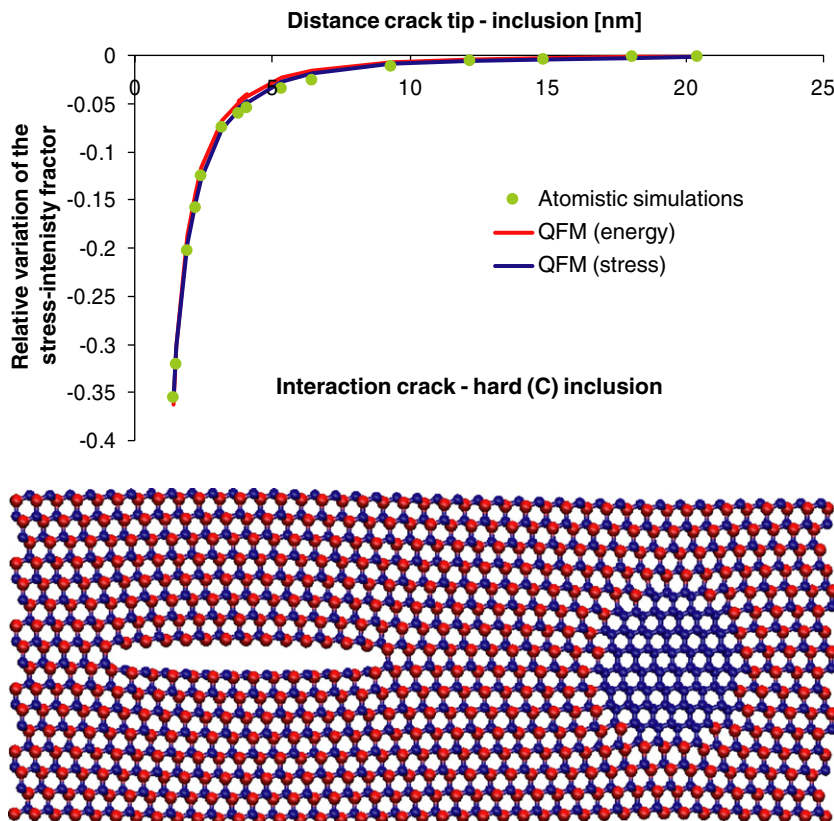 Distance crack tip - inclusion [nm]
0
0 5 10 15 20 25
-0.05
-0.1
-0.15
-0.2
-0.25
-0.3
-0.35
-0.4
Relative variation of the
stress-intenisty fractor
Atomistic simulations
QFM (energy)
QFM (stress)
Interaction crack - hard (C) inclusion